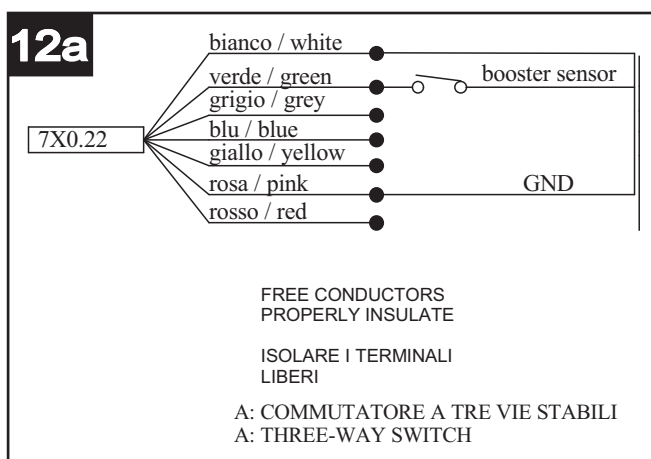 12a
bianco / white
verde / green
booster sensor
grigio / grey
blu / blue
7X0.22
giallo / yellow
rosa / pink
GND
rosso / red
FREE CONDUCTORS
PROPERLY INSULATE
ISOLARE I TERMINALI
LIBERI
A: COMMUTATORE A TRE VIE STABILI
A: THREE-WAY SWITCH